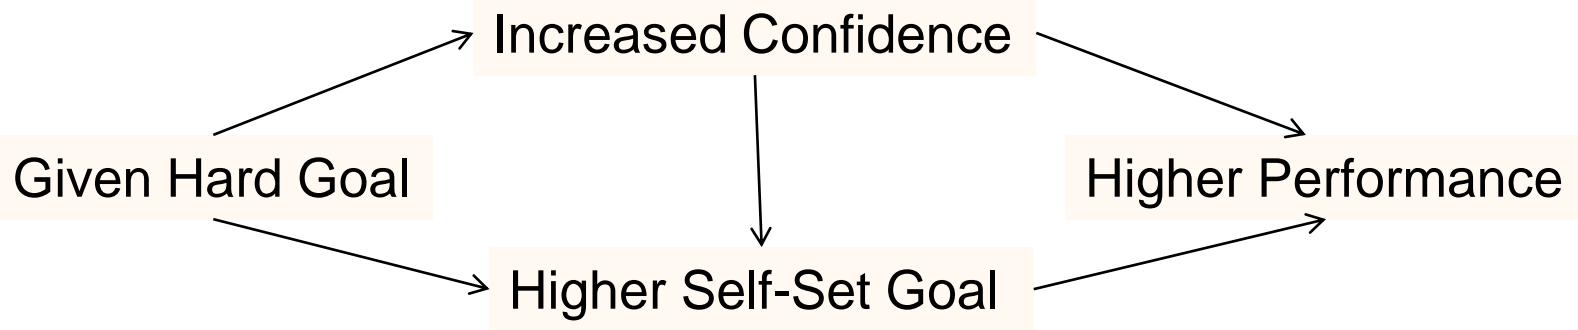 Increased Confidence
Given Hard Goal
Higher Performance
Higher Self-Set Goal